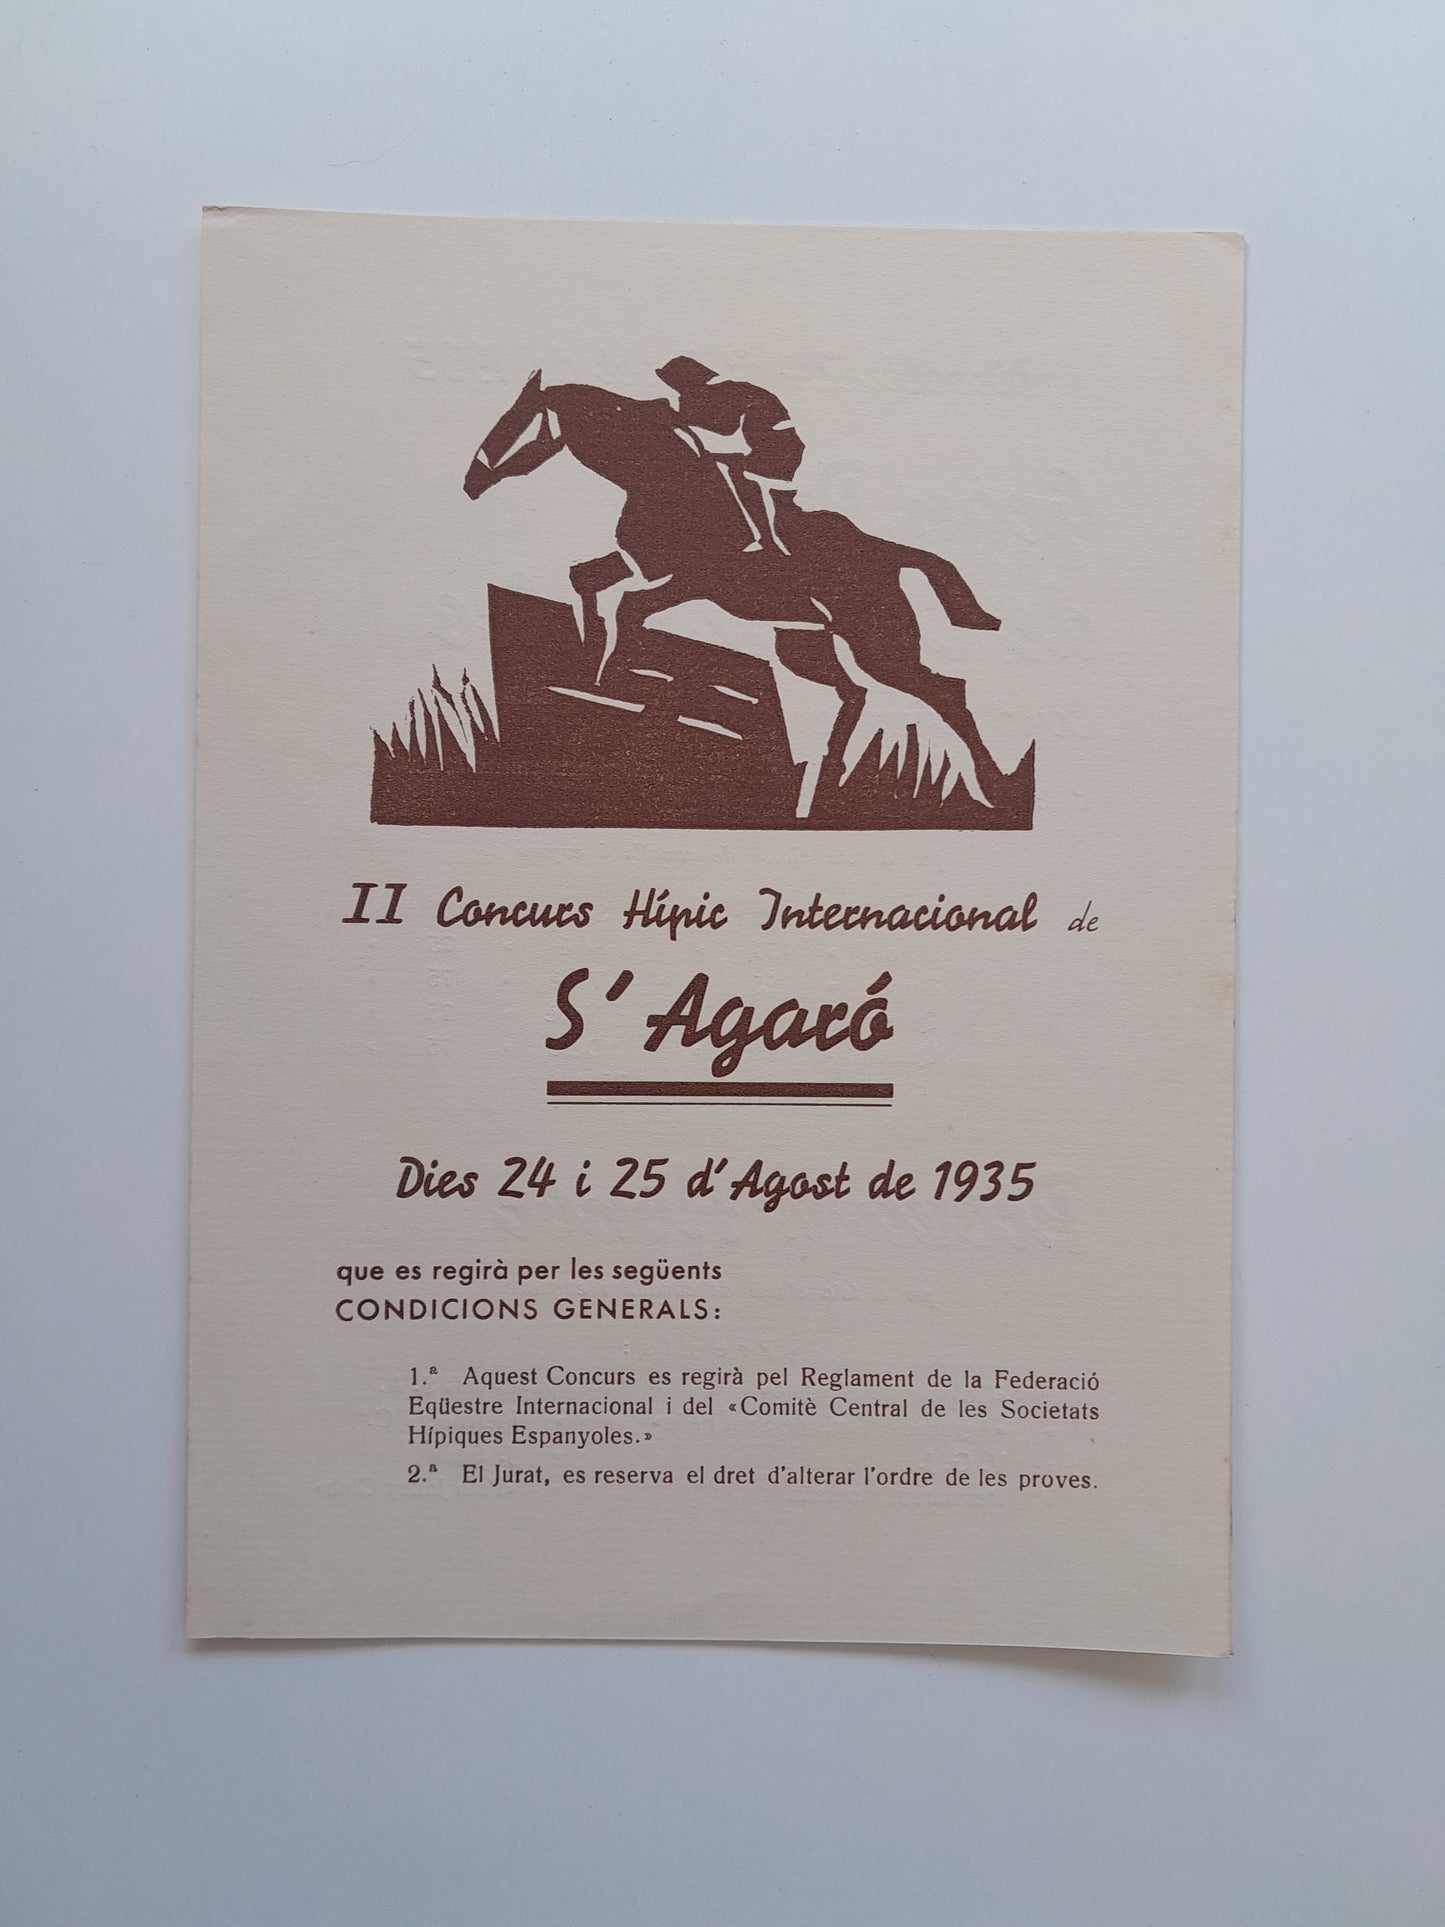 II Concurs Hípic Internacional de
S' Agaró
Dies 24 i 25 d'Agost de 1935
que es regirà per les següents
CONDICIONS GENERALS:
1.ª Aquest Concurs es regirà pel Reglament de la Federació
Eqüestre Internacional i del «Comitè Central de les Societats
Hípiques Espanyoles.»
2.ª El Jurat, es reserva el dret d'alterar l'ordre de les proves.